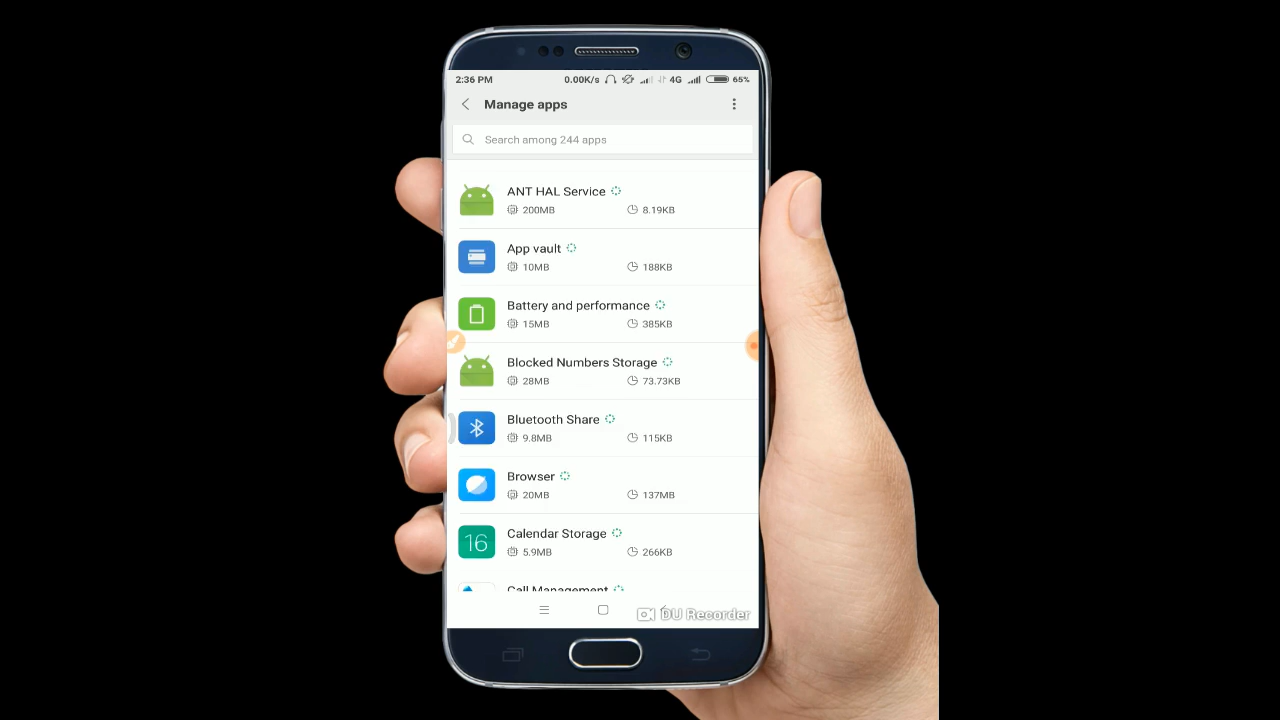 2:36 PM 0.00K/s 4G 65%
Manage apps
Search among 244 apps
ANT HAL Service
200MB 8.19KB
App vault
10MB 188KB
Battery and performance
15MB 385KB
Blocked Numbers Storage
28MB 73.73KB
Bluetooth Share
9.8MB 115KB
Browser
20MB 137MB
16
Calendar Storage
5.9MB 266KB
Call Management
DU Recorder